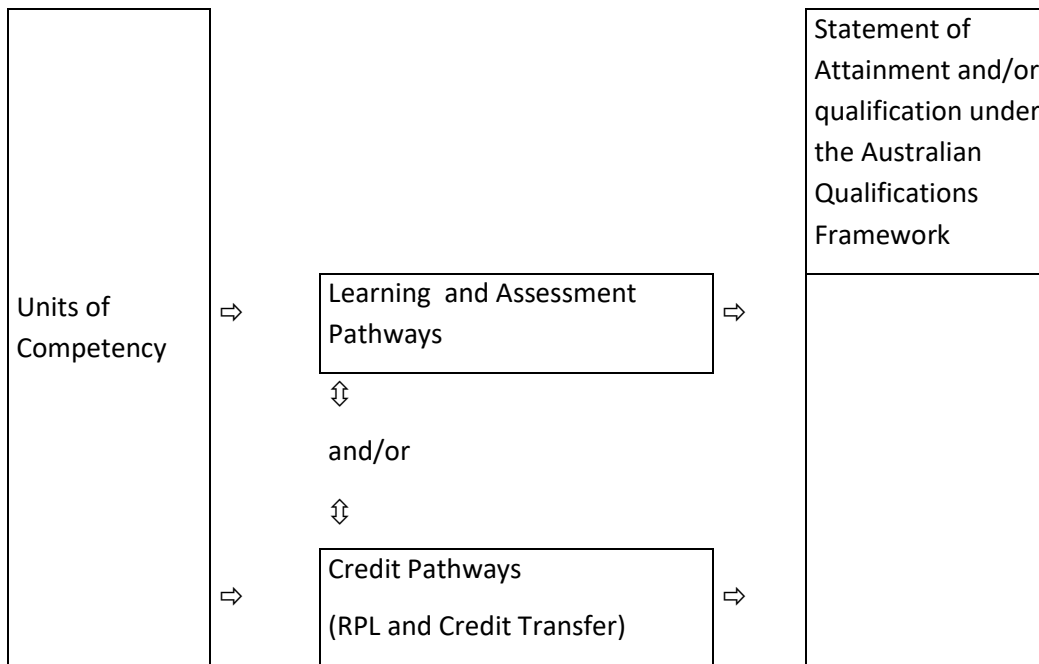 Units of
Competency
⇨
Learning and Assessment
Pathways
⇨
⇳
and/or
⇳
⇨
Credit Pathways
(RPL and Credit Transfer)
⇨
Statement of
Attainment and/or
qualification under
the Australian
Qualifications
Framework